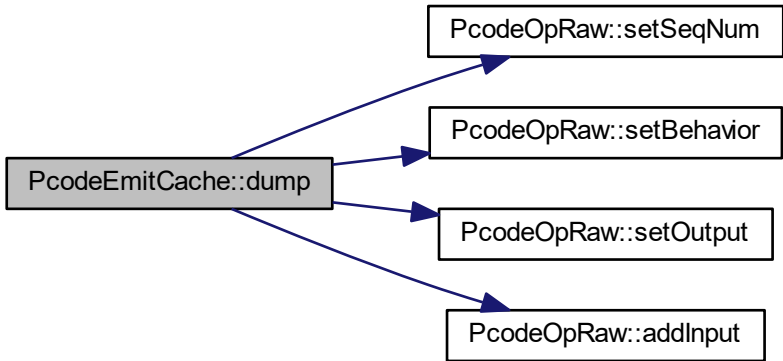 PcodeOpRaw::setSeqNum
PcodeOpRaw::setBehavior
PcodeEmitCache::dump
PcodeOpRaw::setOutput
PcodeOpRaw::addInput